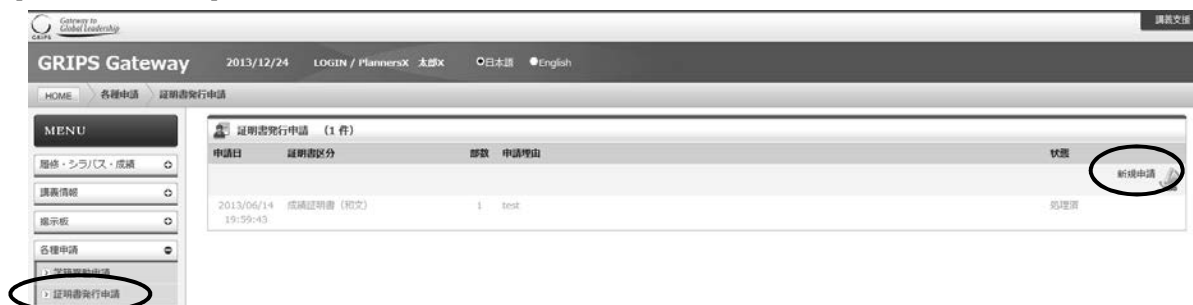 Gateway to
Global Leadership
GRIPS
講義支援
GRIPS Gateway 2013/12/24 LOGIN / PlannersX 太郎X 日本語 English
HOME 各種申請 証明書発行申請
MENU
証明書発行申請 (1 件)
申請日 証明書区分 部数 申請理由 状態
履修・シラバス・成績
新規申請
講義情報
2013/06/14 成績証明書 (和文) 1 test 処理済
19:59:43
掲示板
各種申請
学籍異動申請
証明書発行申請